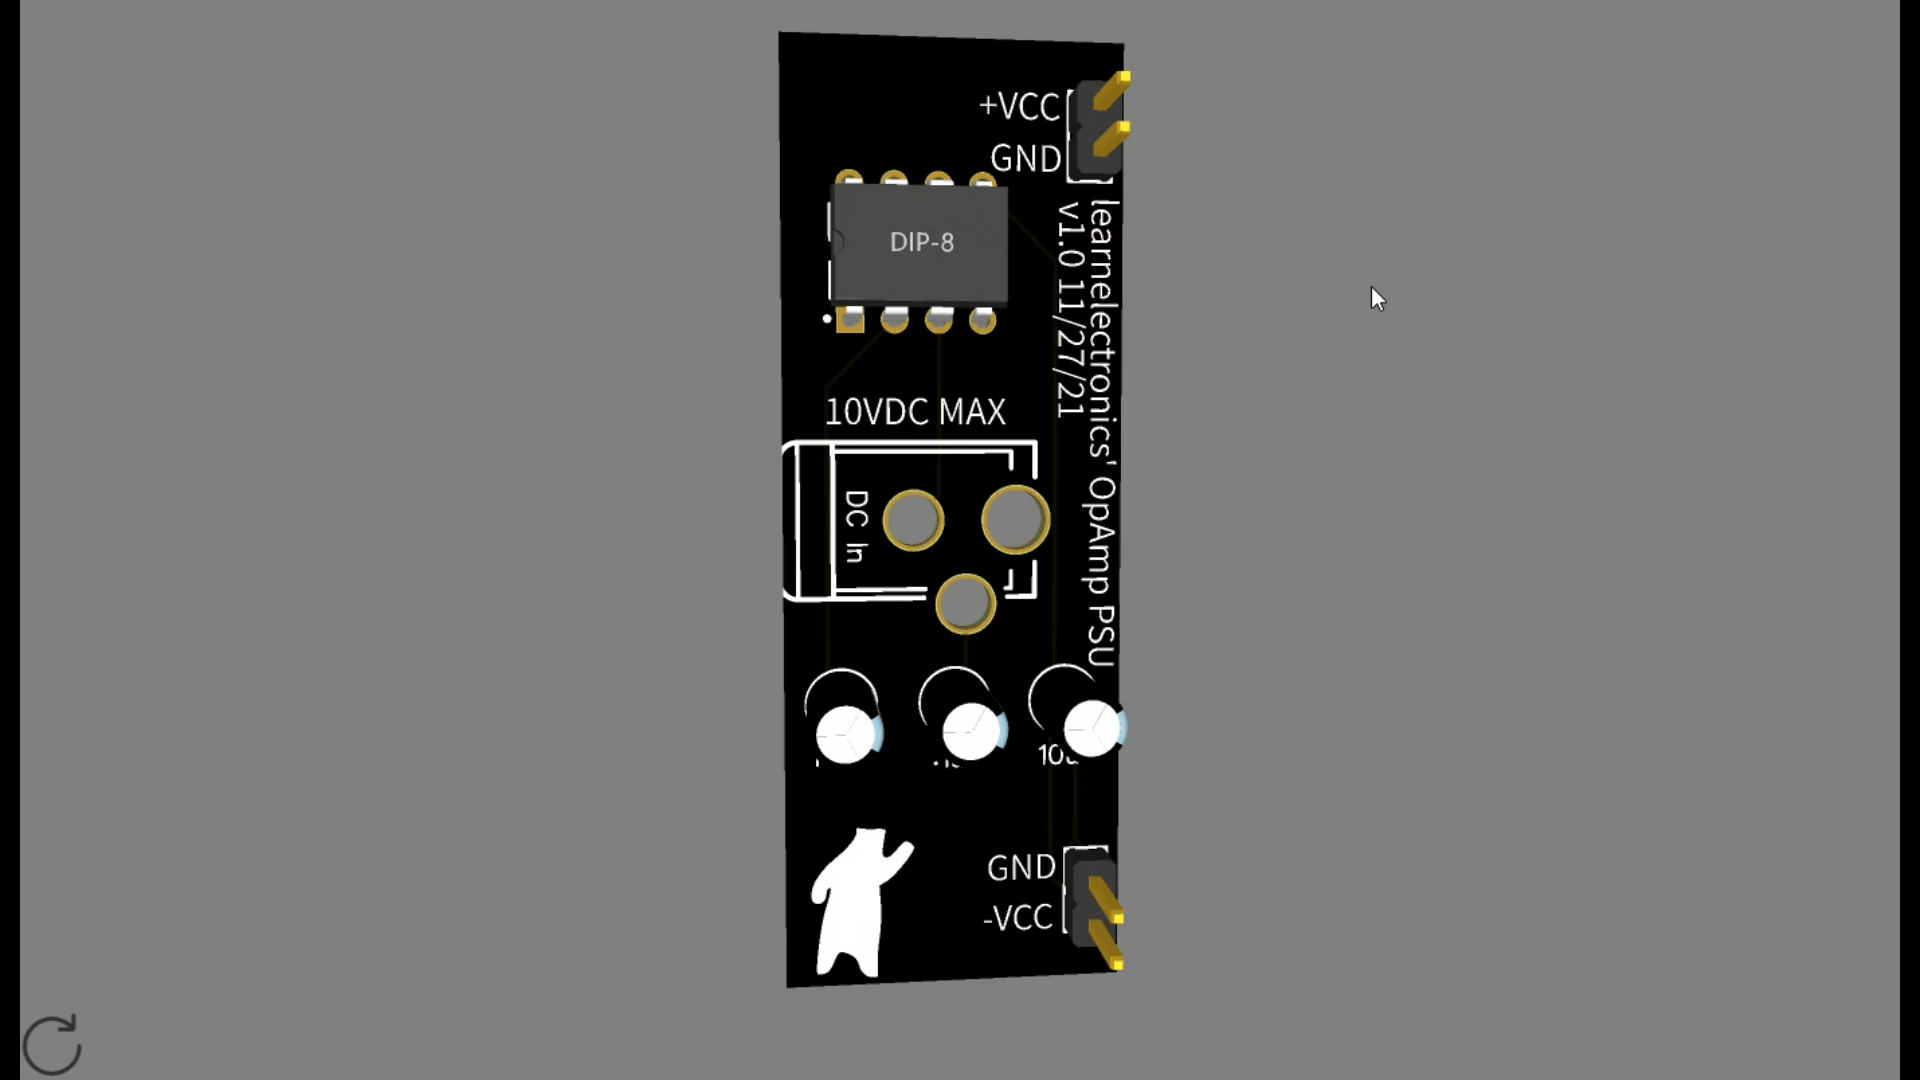 +VCC
GND
DIP-8
learnelectronics' OpAmp PSU
v1.0 11/27/21
10VDC MAX
DC In
GND
-VCC